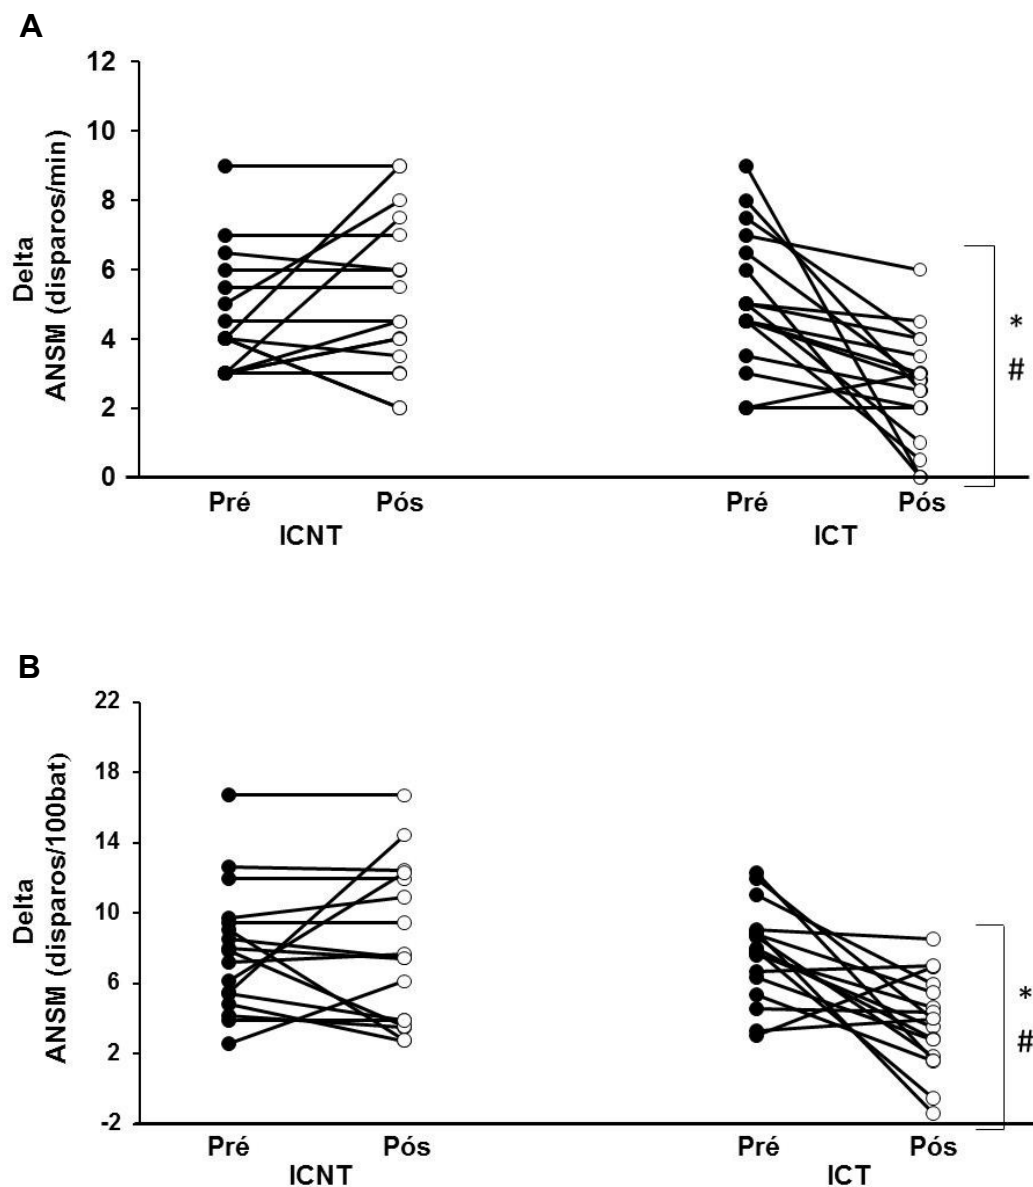 A
Delta
ANSM (disparos/min)
12
10
8
6
4
2
0
*
#
Pré Pós Pré Pós
ICNT ICT
B
Delta
ANSM (disparos/100bat)
22
18
14
10
6
2
-2
*
#
Pré Pós Pré Pós
ICNT ICT